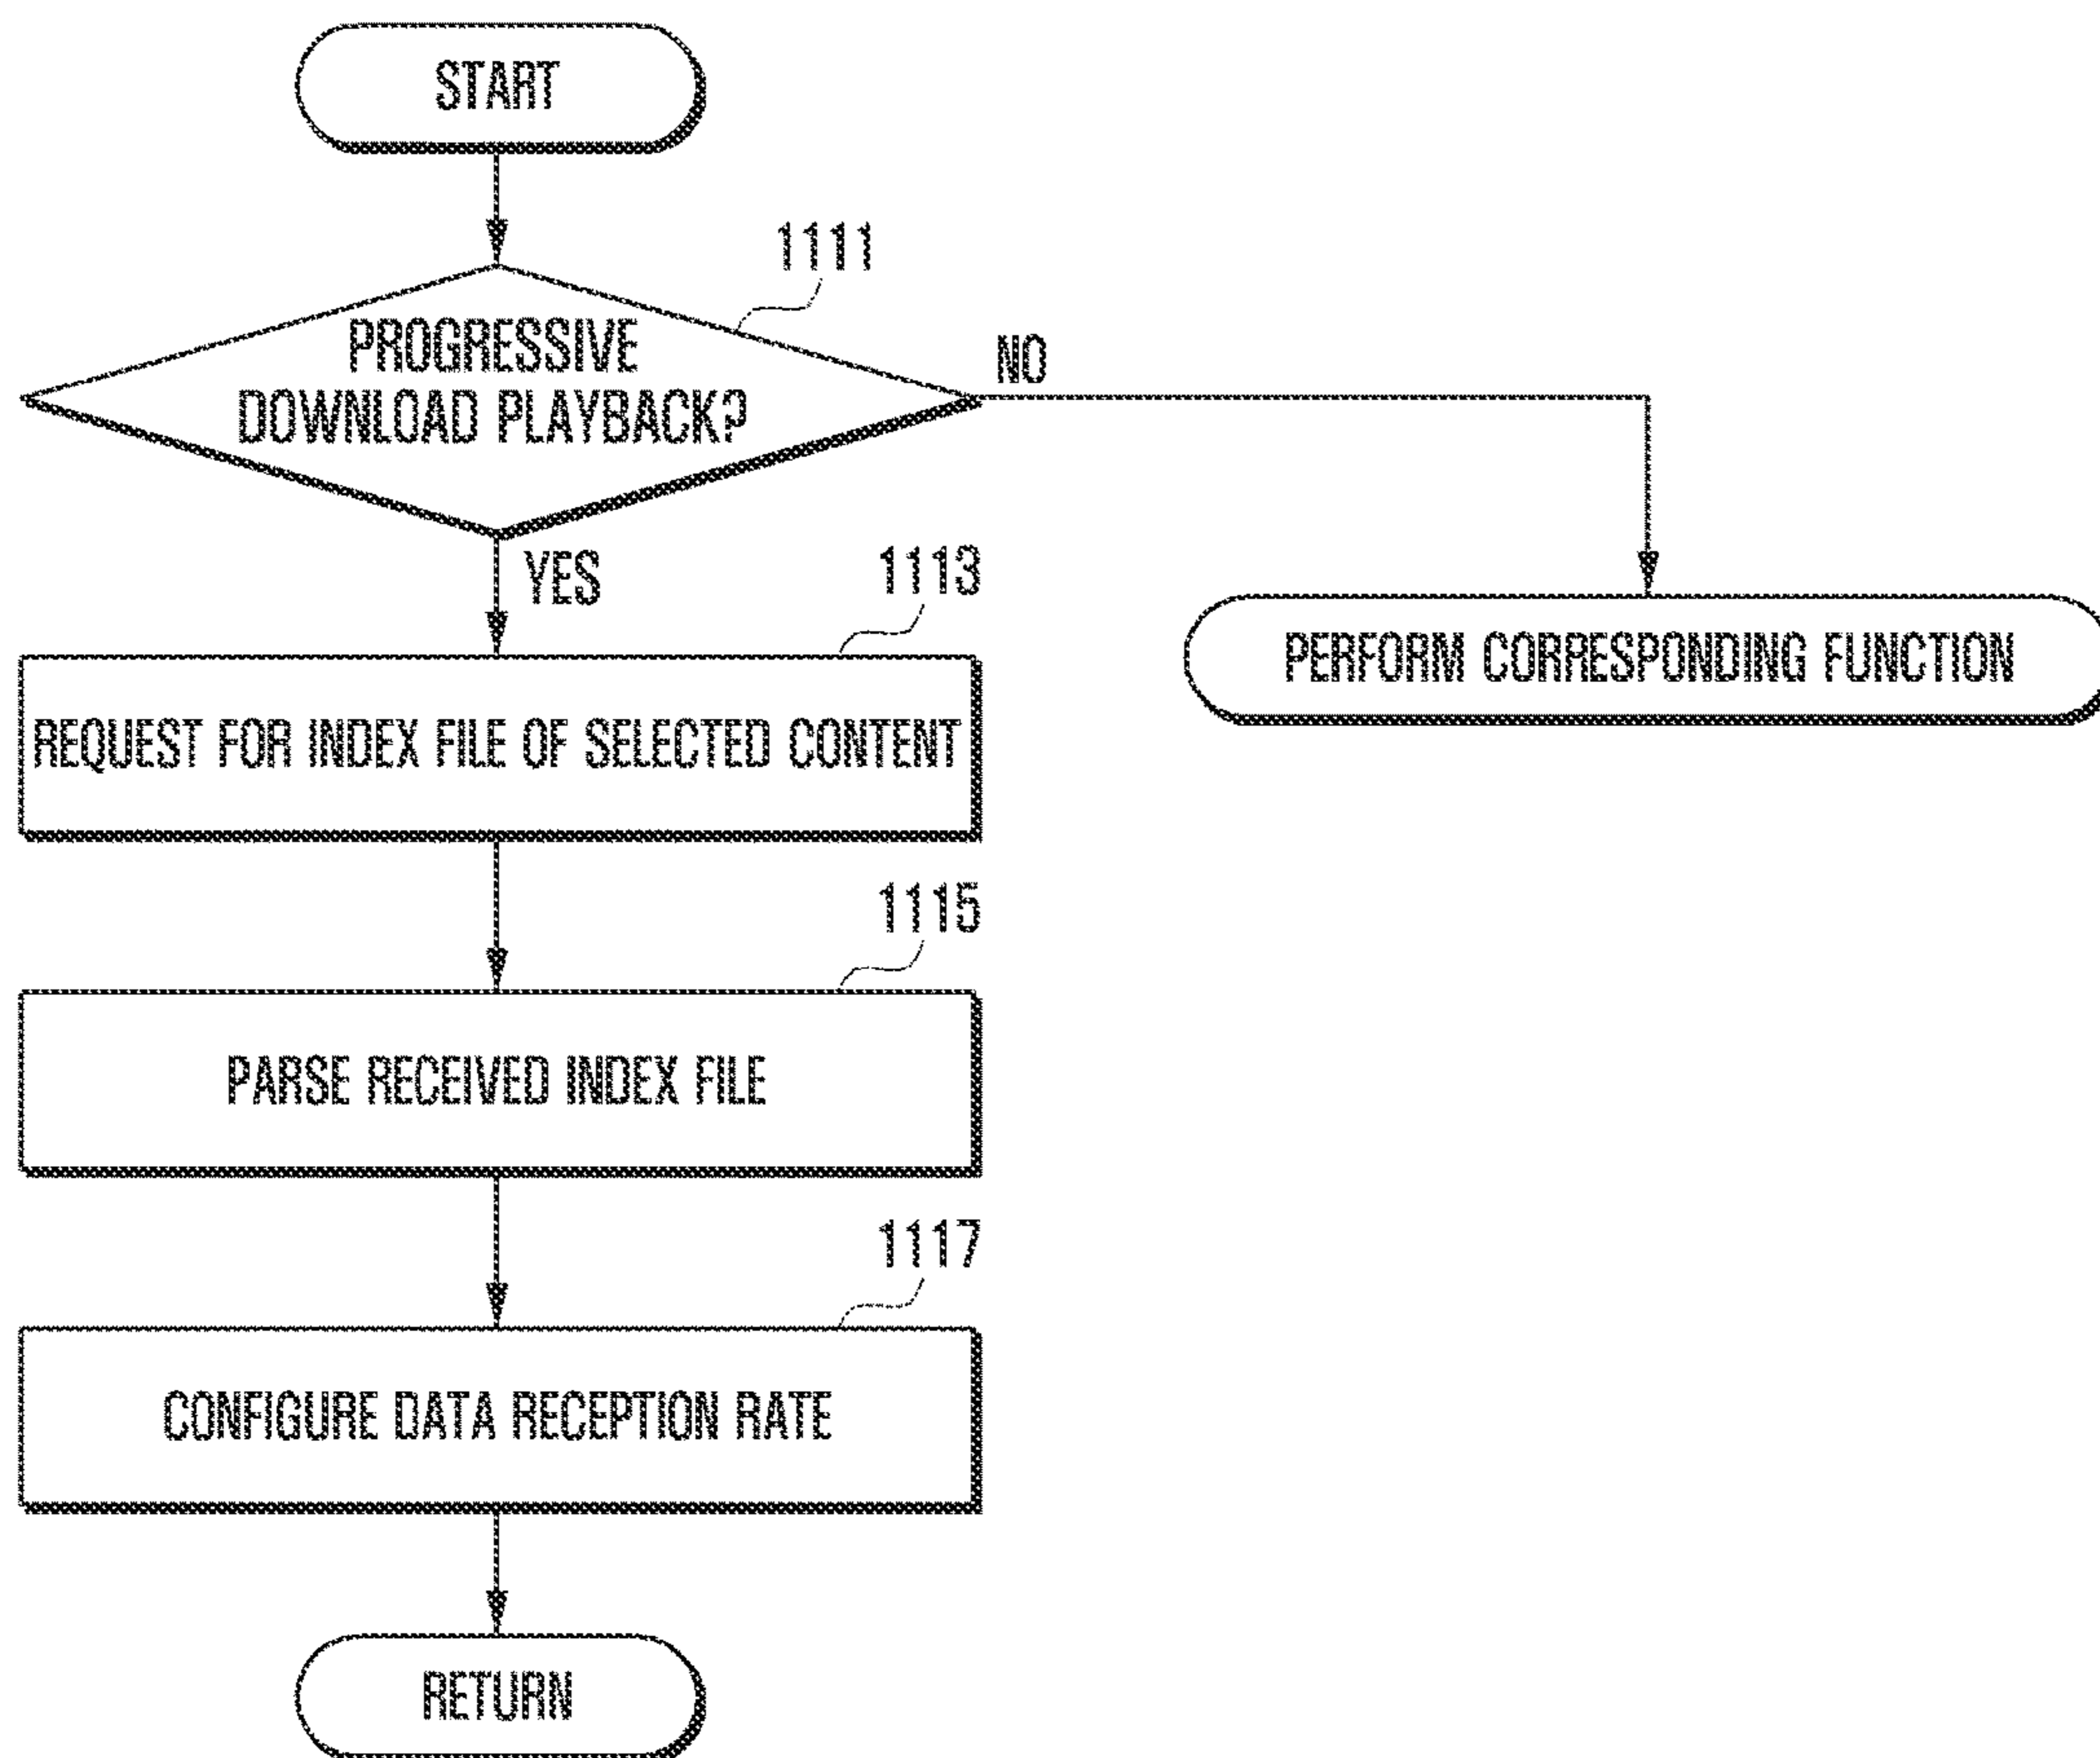 START
1111
PROGRESSIVE
DOWNLOAD PLAYBACK?
NO
YES
1113
REQUEST FOR INDEX FILE OF SELECTED CONTENT
PERFORM CORRESPONDING FUNCTION
1115
PARSE RECEIVED INDEX FILE
1117
CONFIGURE DATA RECEPTION RATE
RETURN